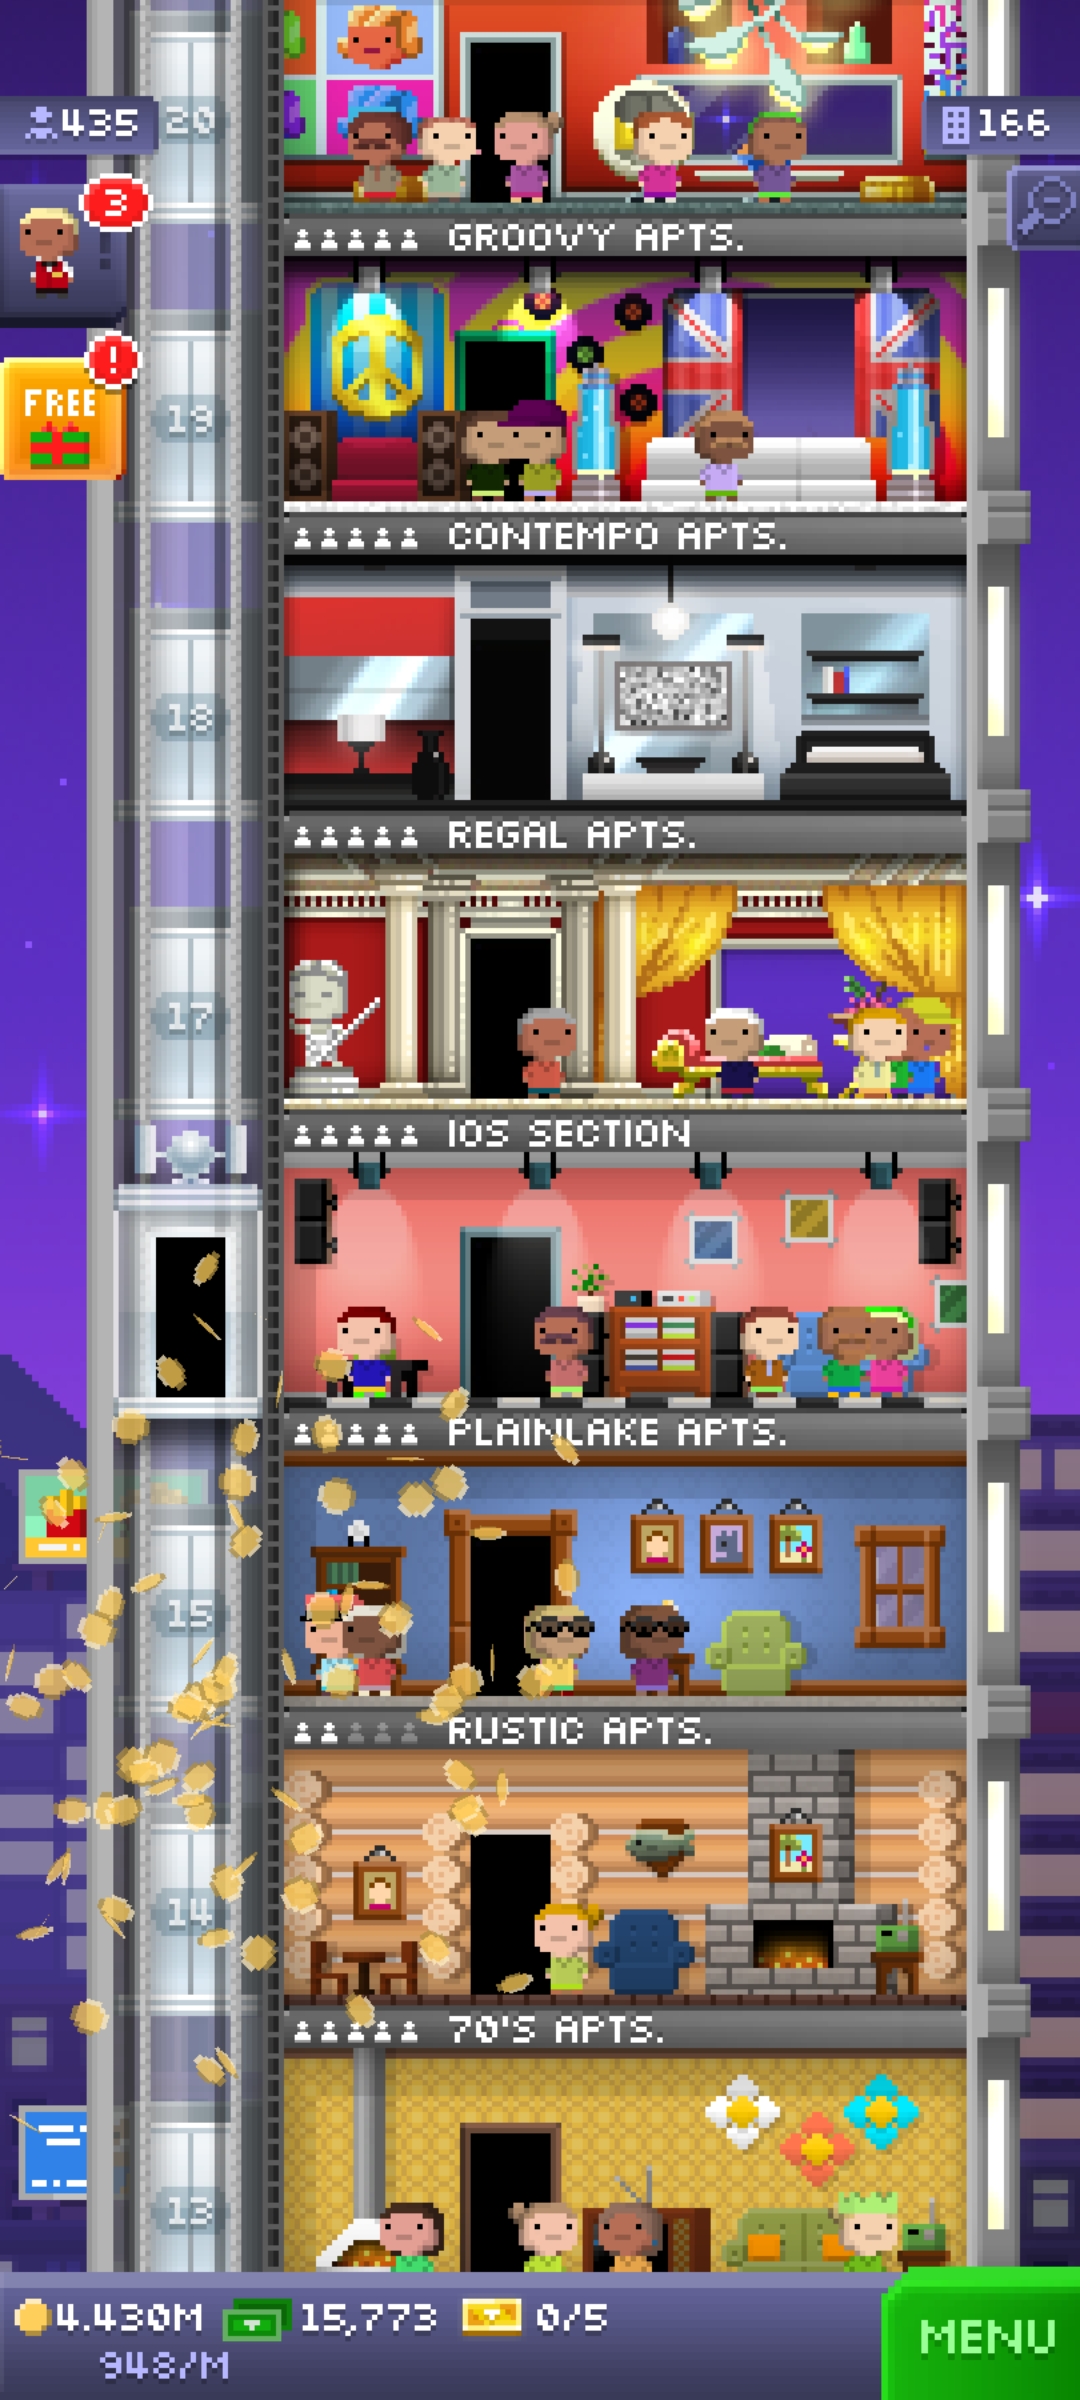 435
20
166
3
GROOVY APTS.
!
FREE
19
CONTEMPO APTS.
18
REGAL APTS.
17
IOS SECTION
PLAINLAKE APTS.
15
RUSTIC APTS.
14
70'S APTS.
13
4.430M
15,773
0/5
MENU
948/M